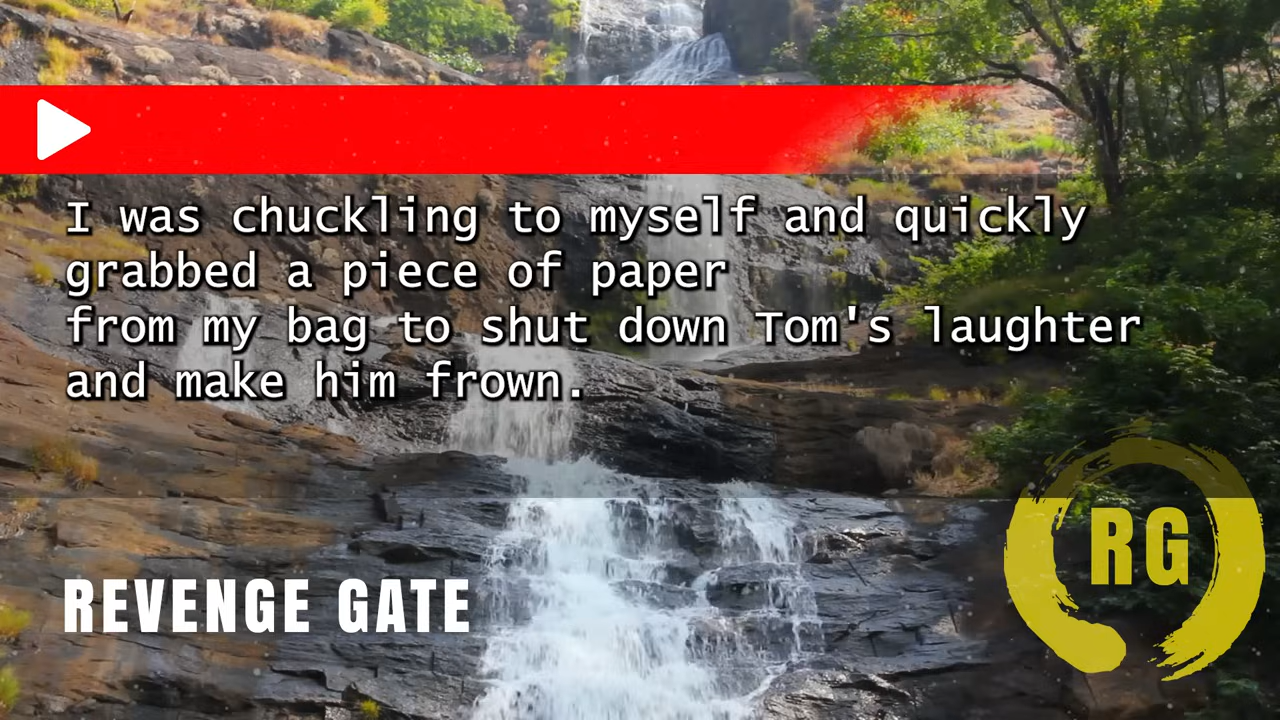 I was chuckling to myself and quickly
grabbed a piece of paper
from my bag to shut down Tom's laughter
and make him frown.
RG
REVENGE GATE